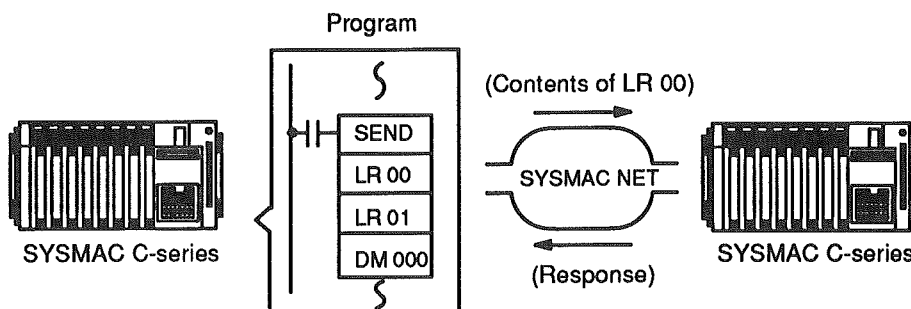 Program
(Contents of LR 00)
SEND
LR 00
SYSMAC NET
LR 01
SYSMAC C-series
DM 000
SYSMAC C-series
(Response)